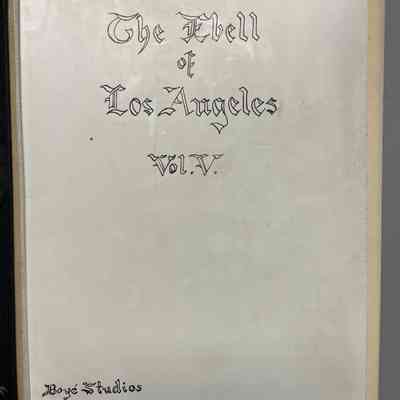 The Ebell
of
Los Angeles
Vol. V.
Boyé Studios